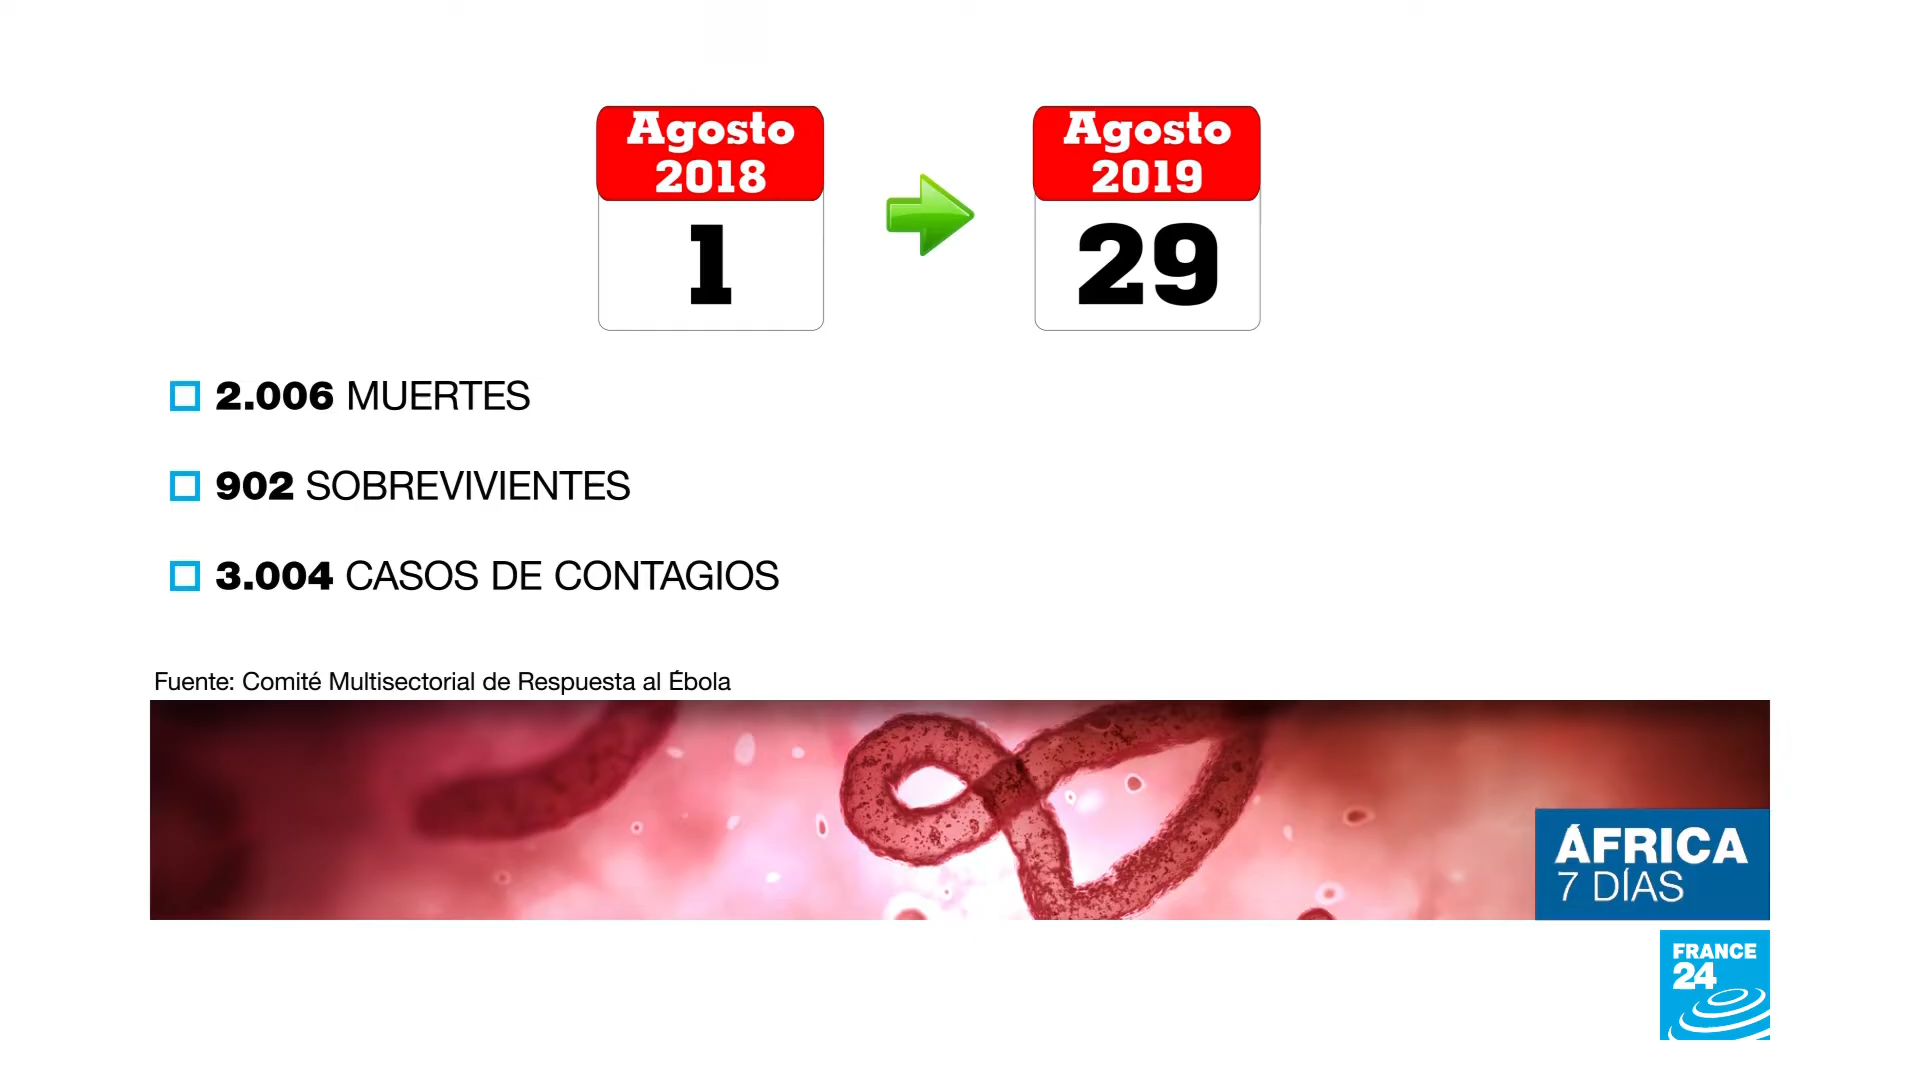 Agosto
2018
1
Agosto
2019
29
2.006 MUERTES
902 SOBREVIVIENTES
3.004 CASOS DE CONTAGIOS
Fuente: Comité Multisectorial de Respuesta al Ébola
ÁFRICA
7 DÍAS
FRANCE
24